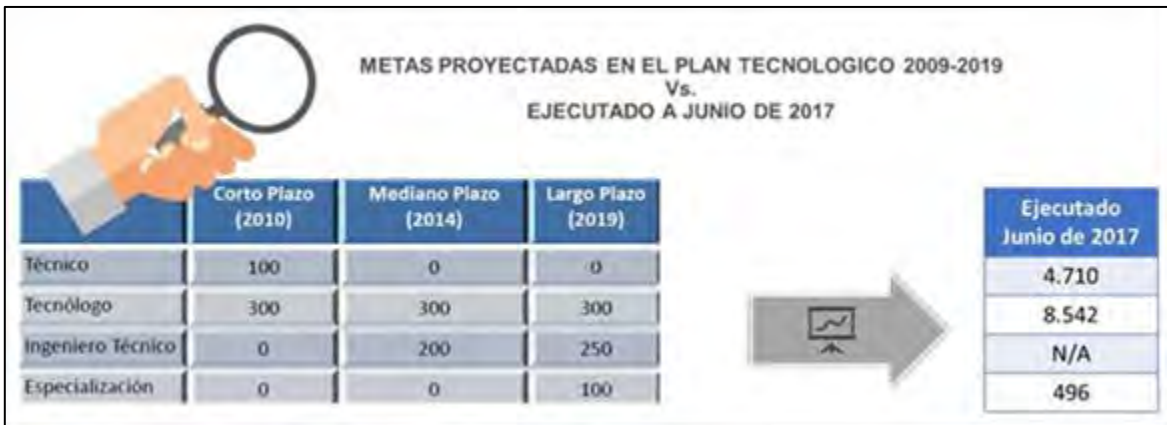 METAS PROYECTADAS EN EL PLAN TECNOLOGICO 2009-2019
Vs.
EJECUTADO A JUNIO DE 2017
Corto Plazo (2010) Mediano Plazo (2014) Largo Plazo (2019)
Técnico 100 0 0
Tecnólogo 300 300 300
Ingeniero Técnico 0 200 250
Especialización 0 0 100
Ejecutado
Junio de 2017
4.710
8.542
N/A
496